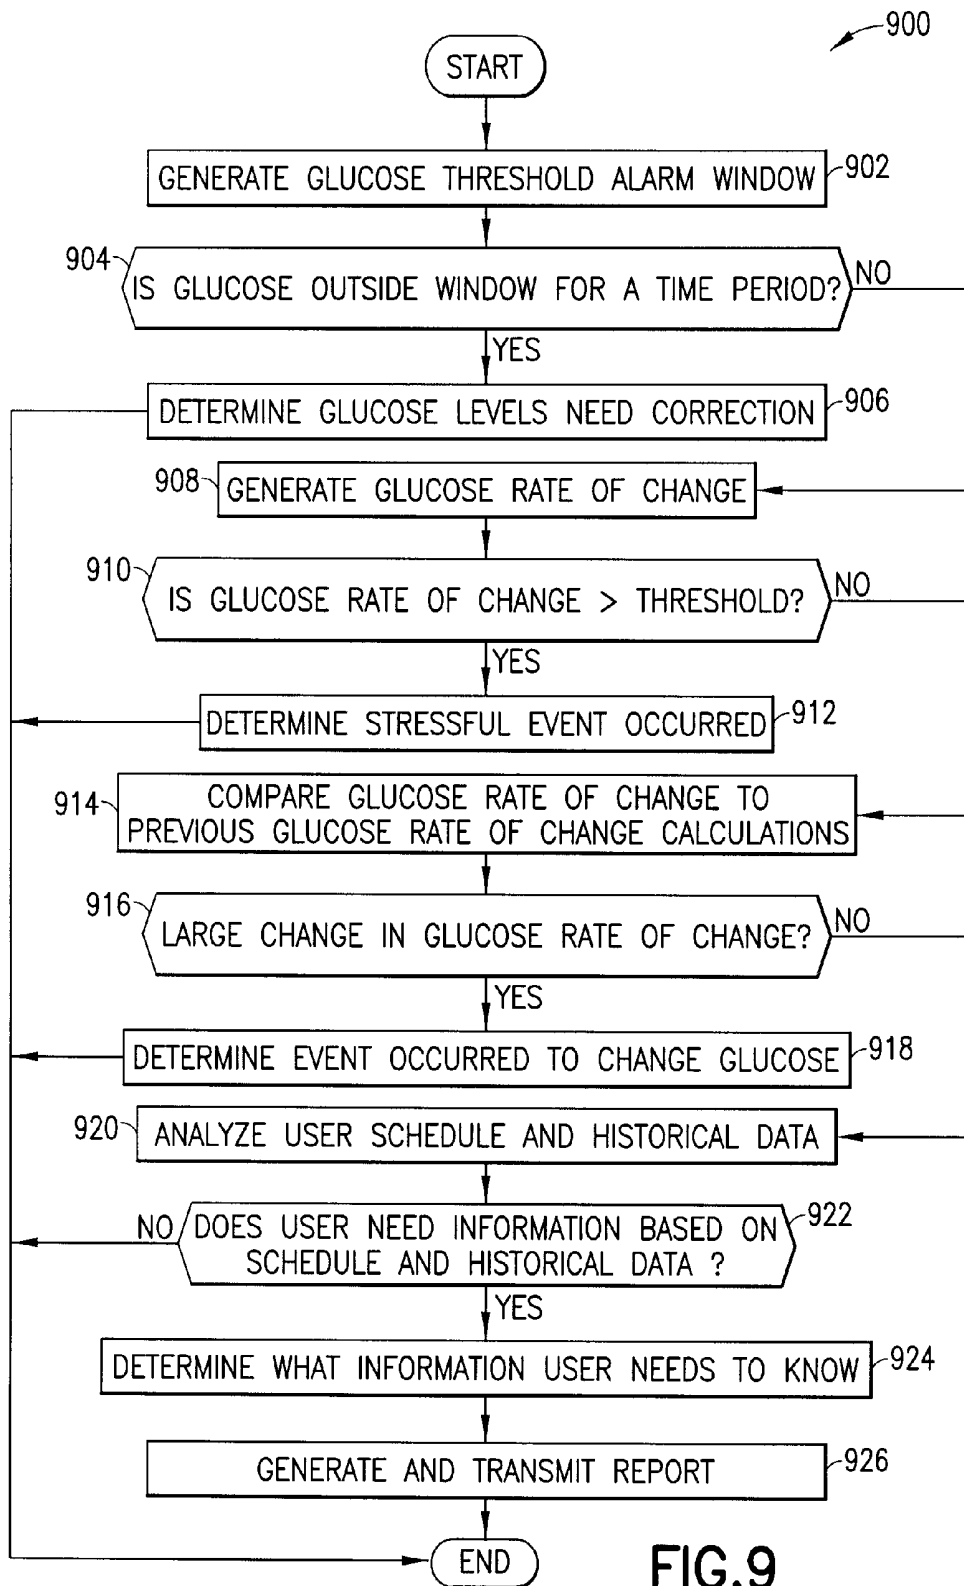 900
START
GENERATE GLUCOSE THRESHOLD ALARM WINDOW
902
904
IS GLUCOSE OUTSIDE WINDOW FOR A TIME PERIOD?
NO
YES
DETERMINE GLUCOSE LEVELS NEED CORRECTION
906
908
GENERATE GLUCOSE RATE OF CHANGE
910
IS GLUCOSE RATE OF CHANGE > THRESHOLD?
NO
YES
DETERMINE STRESSFUL EVENT OCCURRED
912
914
COMPARE GLUCOSE RATE OF CHANGE TO
PREVIOUS GLUCOSE RATE OF CHANGE CALCULATIONS
916
LARGE CHANGE IN GLUCOSE RATE OF CHANGE?
NO
YES
DETERMINE EVENT OCCURRED TO CHANGE GLUCOSE
918
920
ANALYZE USER SCHEDULE AND HISTORICAL DATA
NO
DOES USER NEED INFORMATION BASED ON
SCHEDULE AND HISTORICAL DATA ?
922
YES
DETERMINE WHAT INFORMATION USER NEEDS TO KNOW
924
GENERATE AND TRANSMIT REPORT
926
END
FIG.9